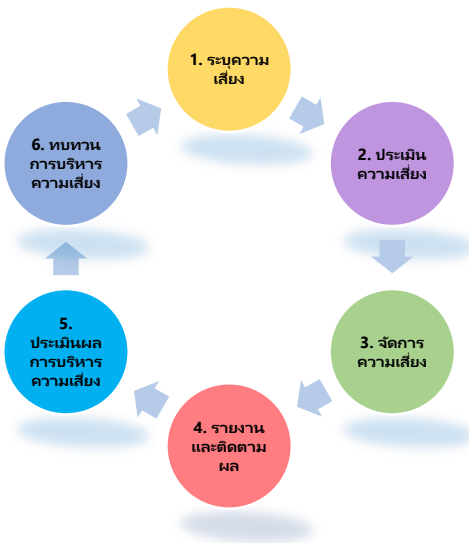 1. ระบุความ
เสี่ยง
2. ประเมิน
ความเสี่ยง
3. จัดการ
ความเสี่ยง
4. รายงาน
และติดตาม
ผล
5.
ประเมินผล
การบริหาร
ความเสี่ยง
6. ทบทวน
การบริหาร
ความเสี่ยง